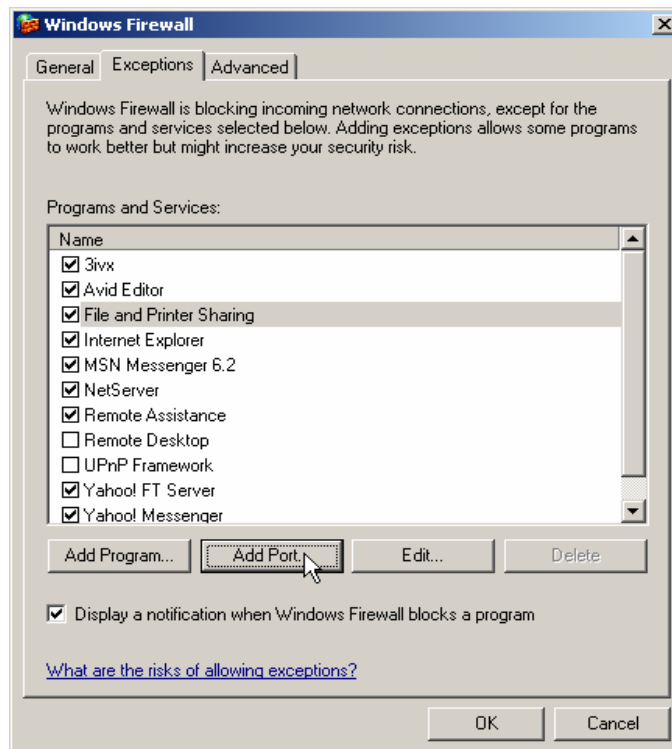 Windows Firewall
General Exceptions Advanced
Windows Firewall is blocking incoming network connections, except for the
programs and services selected below. Adding exceptions allows some programs
to work better but might increase your security risk.
Programs and Services:
Name
3ivx
Avid Editor
File and Printer Sharing
Internet Explorer
MSN Messenger 6.2
NetServer
Remote Assistance
Remote Desktop
UPnP Framework
Yahoo! FT Server
Yahoo! Messenger
Add Program... Add Port... Edit... Delete
Display a notification when Windows Firewall blocks a program
What are the risks of allowing exceptions?
OK Cancel